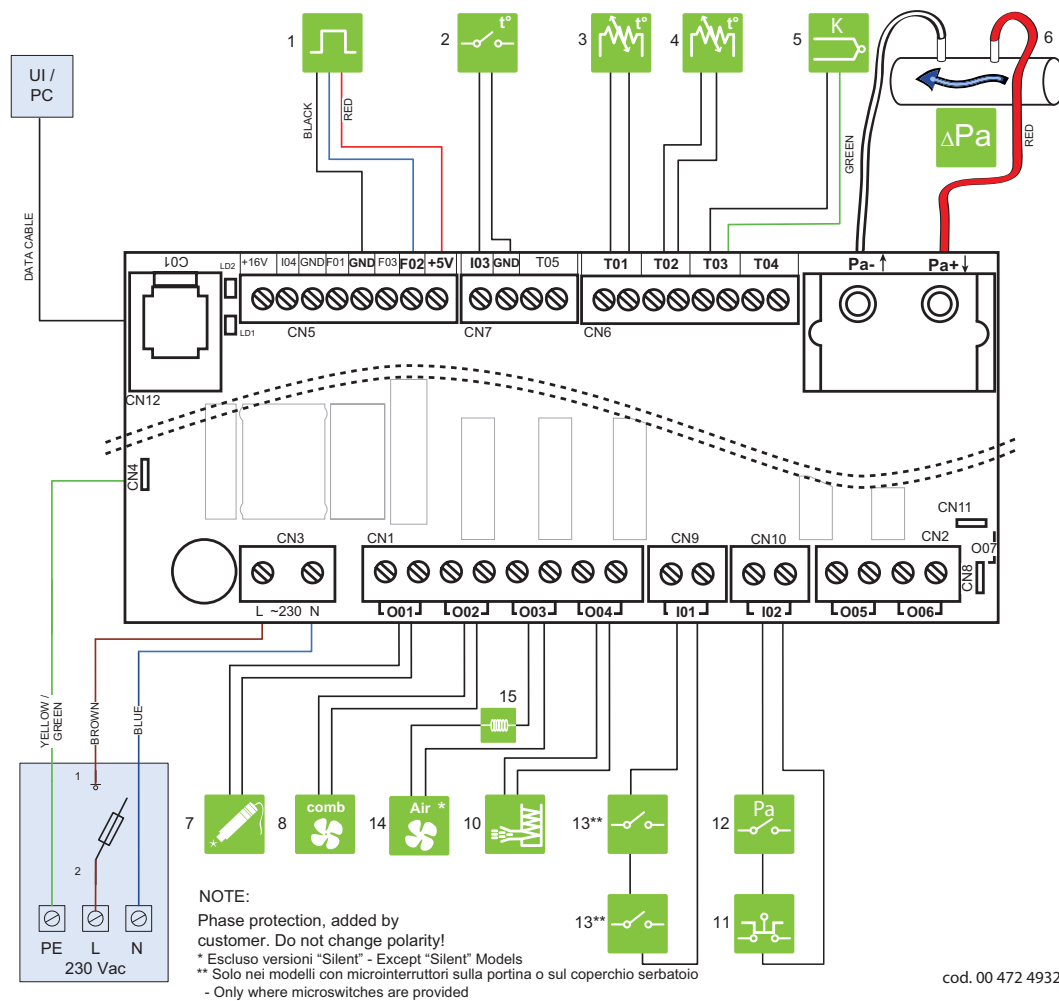 1
2
t°
3
t°
4
t°
5
K
6
UI /
PC
BLACK
RED
GREEN
ΔPa
RED
DATA CABLE
C01
LD2
+16V
I04
GND
F01
GND
F03
F02
+5V
I03
GND
T05
T01
T02
T03
T04
Pa- ↑
Pa+ ↓
LD1
CN5
CN7
CN6
CN12
CN4
CN11
CN3
CN1
CN9
CN10
CN2
O07
CN8
L ~230 N
O01
O02
O03
O04
I01
I02
O05
O06
YELLOW /
GREEN
BROWN
BLUE
15
1
2
7
8
comb
14
Air *
10
13**
12
Pa
13**
11
PE L N
230 Vac
NOTE:
Phase protection, added by
customer. Do not change polarity!
* Escluso versioni “Silent” - Except “Silent” Models
** Solo nei modelli con microinterruttori sulla portina o sul coperchio serbatoio
- Only where microswitches are provided
cod. 00 472 4932